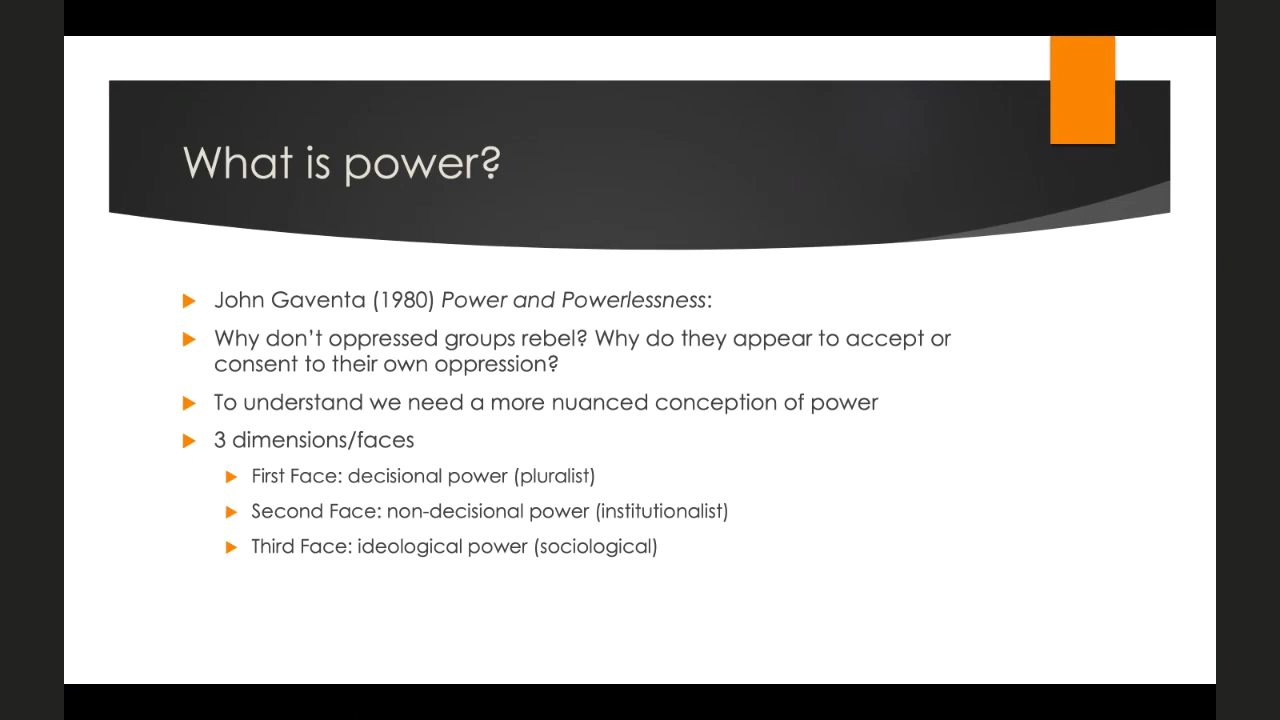 What is power?
John Gaventa (1980) Power and Powerlessness:
Why don’t oppressed groups rebel? Why do they appear to accept or
consent to their own oppression?
To understand we need a more nuanced conception of power
3 dimensions/faces
First Face: decisional power (pluralist)
Second Face: non-decisional power (institutionalist)
Third Face: ideological power (sociological)